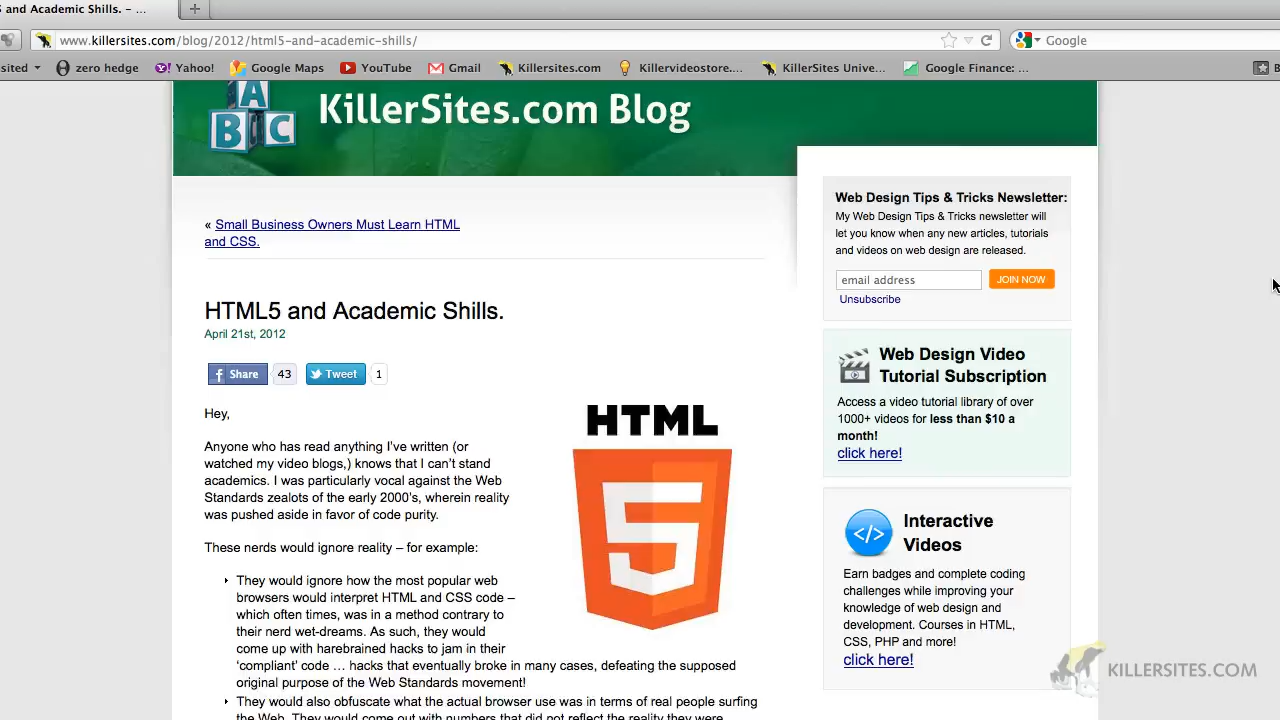 5 and Academic Skills. – ...
www.killersites.com/blog/2012/html5-and-academic-shills/
Google
sited
zero hedge
Yahoo!
Google Maps
YouTube
Gmail
Killersites.com
Killervideostore....
KillerSites Unive...
Google Finance: ...
B
ABC
KillerSites.com Blog
« Small Business Owners Must Learn HTML
and CSS.
HTML5 and Academic Shills.
April 21st, 2012
Share
43
Tweet
1
Hey,
Anyone who has read anything I've written (or
watched my video blogs,) knows that I can't stand
academics. I was particularly vocal against the Web
Standards zealots of the early 2000's, wherein reality
was pushed aside in favor of code purity.
These nerds would ignore reality – for example:
They would ignore how the most popular web
browsers would interpret HTML and CSS code –
which often times, was in a method contrary to
their nerd wet-dreams. As such, they would
come up with harebrained hacks to jam in their
'compliant' code … hacks that eventually broke in many cases, defeating the supposed
original purpose of the Web Standards movement!
They would also obfuscate what the actual browser use was in terms of real people surfing
the Web. They would come out with numbers that did not reflect the reality they were
HTML
5
Web Design Tips & Tricks Newsletter:
My Web Design Tips & Tricks newsletter will
let you know when any new articles, tutorials
and videos on web design are released.
email address
JOIN NOW
Unsubscribe
Web Design Video
Tutorial Subscription
Access a video tutorial library of over
1000+ videos for less than $10 a
month!
click here!
</>
Interactive
Videos
Earn badges and complete coding
challenges while improving your
knowledge of web design and
development. Courses in HTML,
CSS, PHP and more!
click here!
KILLERSITES.COM